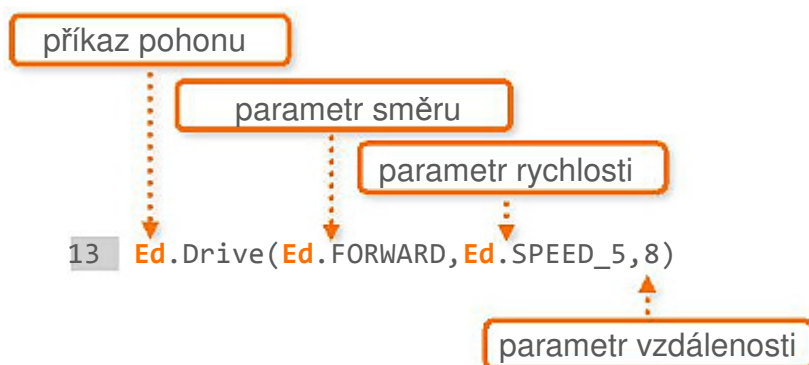 příkaz pohonu
parametr směru
parametr rychlosti
13 Ed.Drive(Ed.FORWARD,Ed.SPEED_5,8)
parametr vzdálenosti